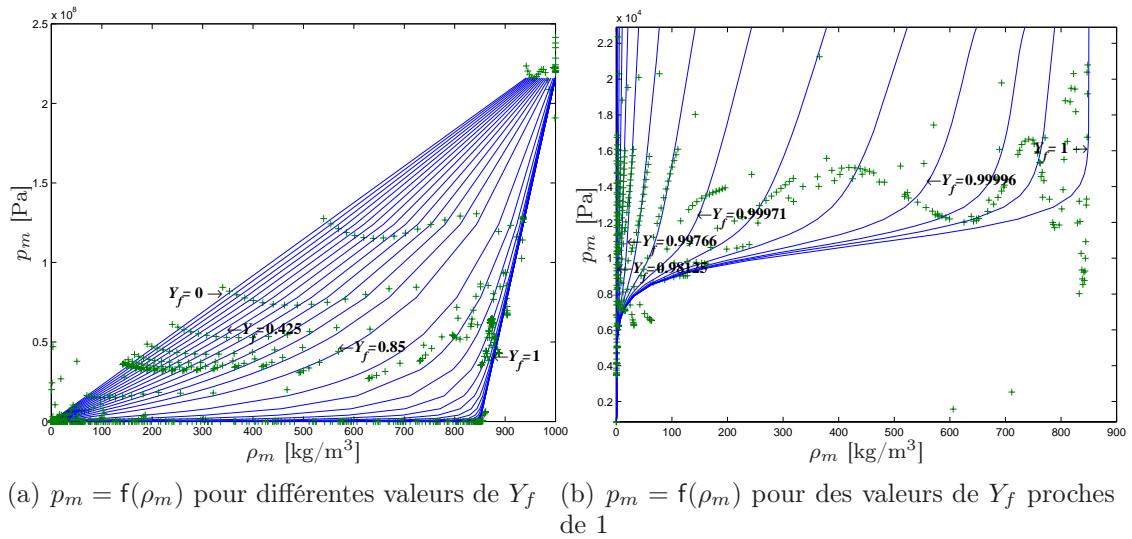 x 10⁸
2.5
2
1.5
1
0.5
0
p_m [Pa]
Y_f=0 →
←Y_f=0.425
←Y_f=0.85
←Y_f=1
0 100 200 300 400 500 600 700 800 900 1000
ρ_m [kg/m³]
(a) p_m = f(ρ_m) pour différentes valeurs de Y_f
x 10⁴
2.2
2
1.8
1.6
1.4
1.2
1
0.8
0.6
0.4
0.2
p_m [Pa]
Y_f=1 →
←Y_f=0.99996
←Y_f=0.99971
←Y_f=0.99766
←Y_f=0.98125
0 100 200 300 400 500 600 700 800 900
ρ_m [kg/m³]
(b) p_m = f(ρ_m) pour des valeurs de Y_f proches
de 1